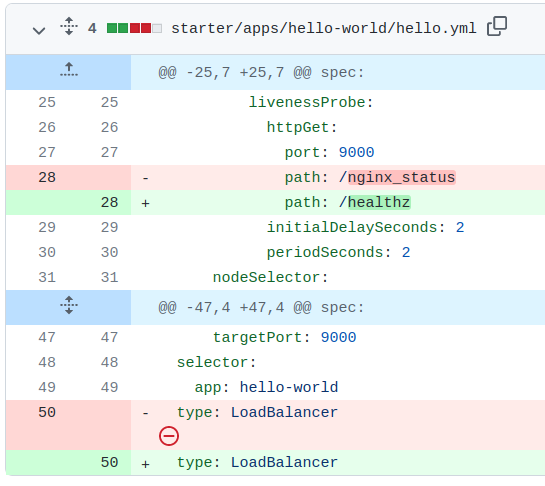 4 starter/apps/hello-world/hello.yml
@@ -25,7 +25,7 @@ spec:
25 25 livenessProbe:
26 26 httpGet:
27 27 port: 9000
28 - path: /nginx_status
28 + path: /healthz
29 29 initialDelaySeconds: 2
30 30 periodSeconds: 2
31 31 nodeSelector:
@@ -47,4 +47,4 @@ spec:
47 47 targetPort: 9000
48 48 selector:
49 49 app: hello-world
50 - type: LoadBalancer
50 + type: LoadBalancer